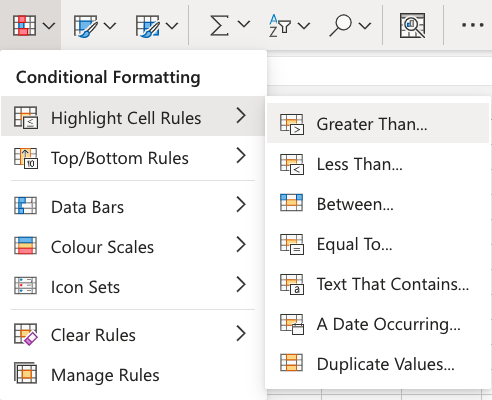 Conditional Formatting
Highlight Cell Rules
Top/Bottom Rules
Data Bars
Colour Scales
Icon Sets
Clear Rules
Manage Rules
Greater Than...
Less Than...
Between...
Equal To...
Text That Contains...
A Date Occurring...
Duplicate Values...